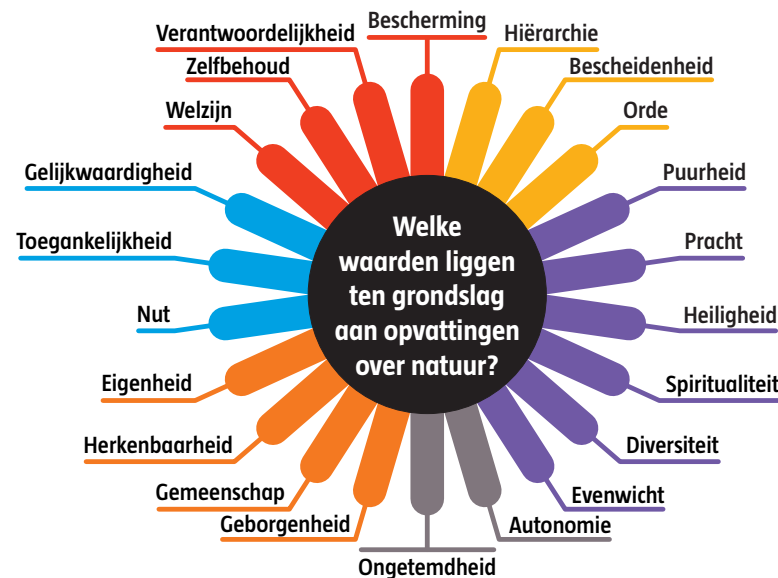 Bescherming
Hiërarchie
Bescheidenheid
Orde
Puurheid
Pracht
Heiligheid
Spiritualiteit
Diversiteit
Evenwicht
Autonomie
Ongetemdheid
Geborgenheid
Gemeenschap
Herkenbaarheid
Eigenheid
Nut
Toegankelijkheid
Gelijkwaardigheid
Welzijn
Zelfbehoud
Verantwoordelijkheid
Welke
waarden liggen
ten grondslag
aan opvattingen
over natuur?